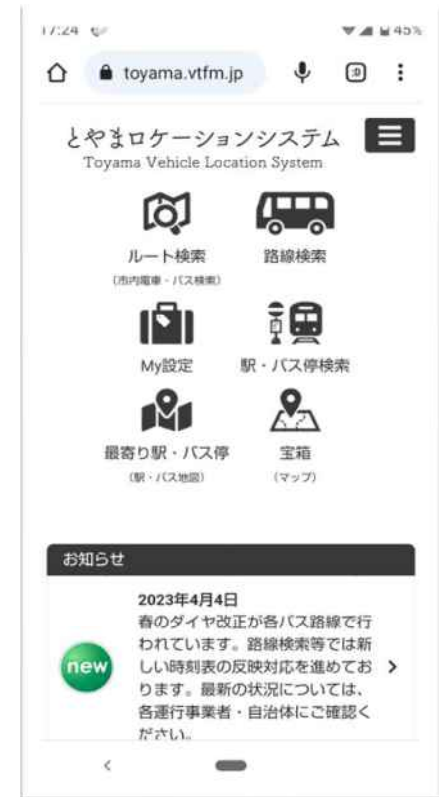 17:24
45%
toyama.vtfm.jp
とやまロケーションシステム
Toyama Vehicle Location System
ルート検索
路線検索
(市内電車・バス検索)
My設定
駅・バス停検索
最寄り駅・バス停
宝箱
(駅・バス地図)
(マップ)
お知らせ
2023年4月4日
春のダイヤ改正が各バス路線で行
われています。路線検索等では新
new
しい時刻表の反映対応を進めてお
ります。最新の状況については、
各運行事業者・自治体にご確認く
ださい。